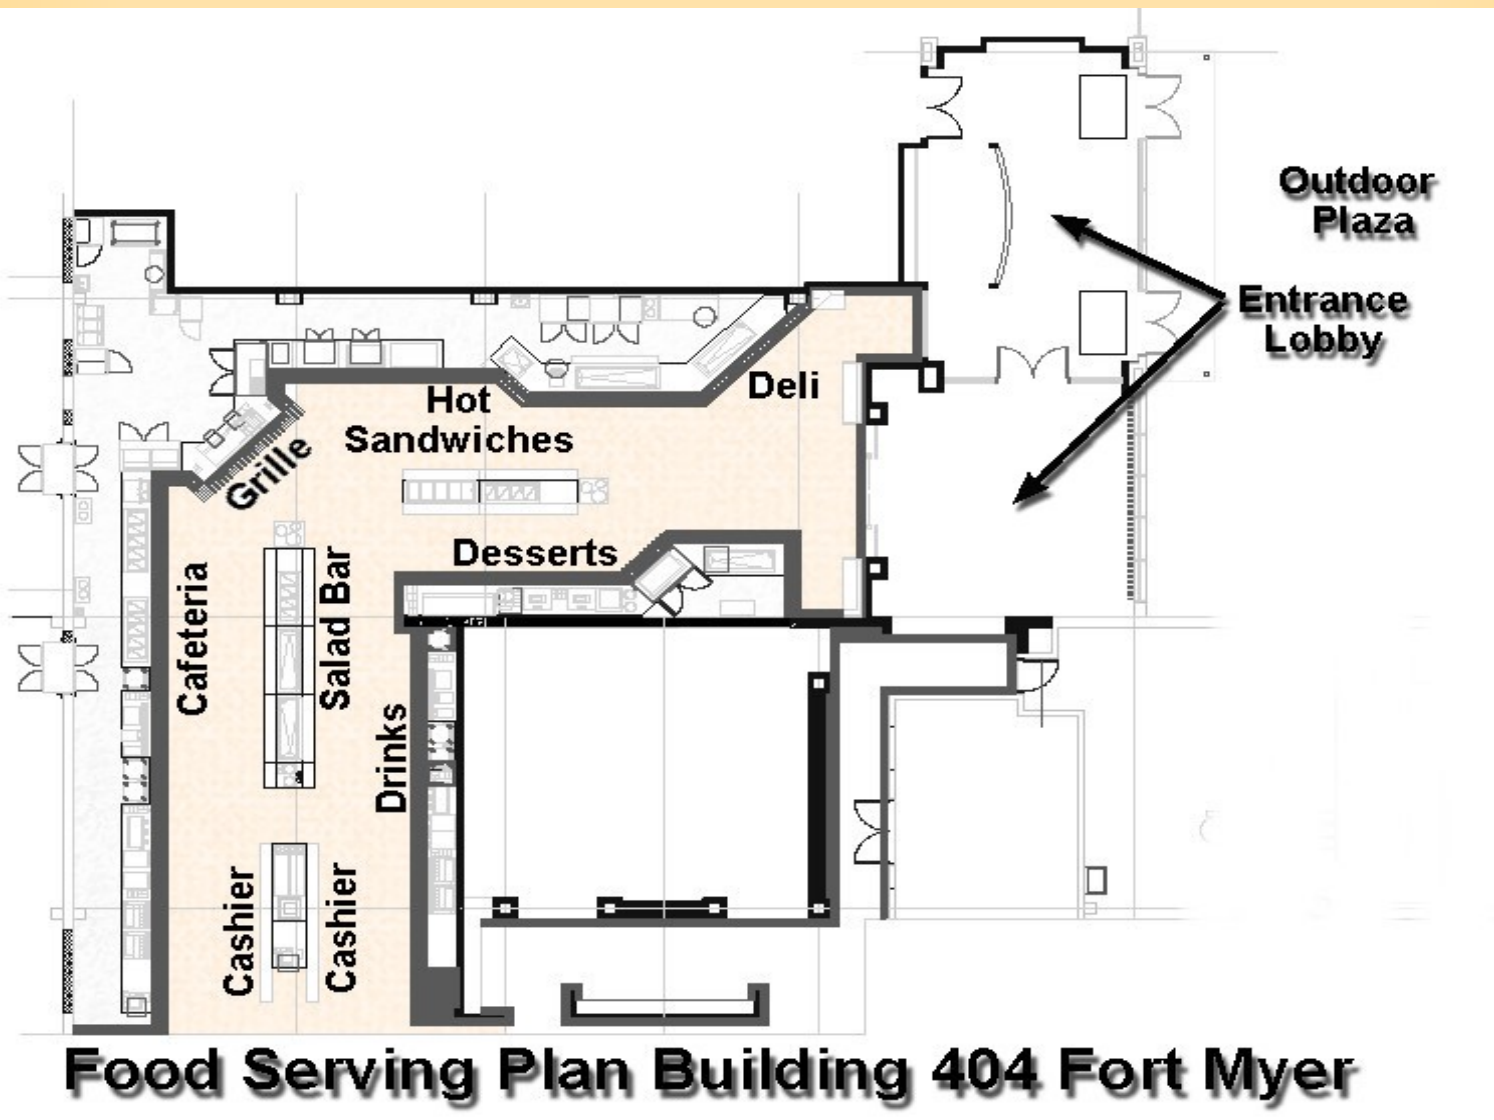 Outdoor
Plaza
Entrance
Lobby
Deli
Hot
Sandwiches
Grille
Desserts
Cafeteria
Salad Bar
Drinks
Cashier
Cashier
Food Serving Plan Building 404 Fort Myer